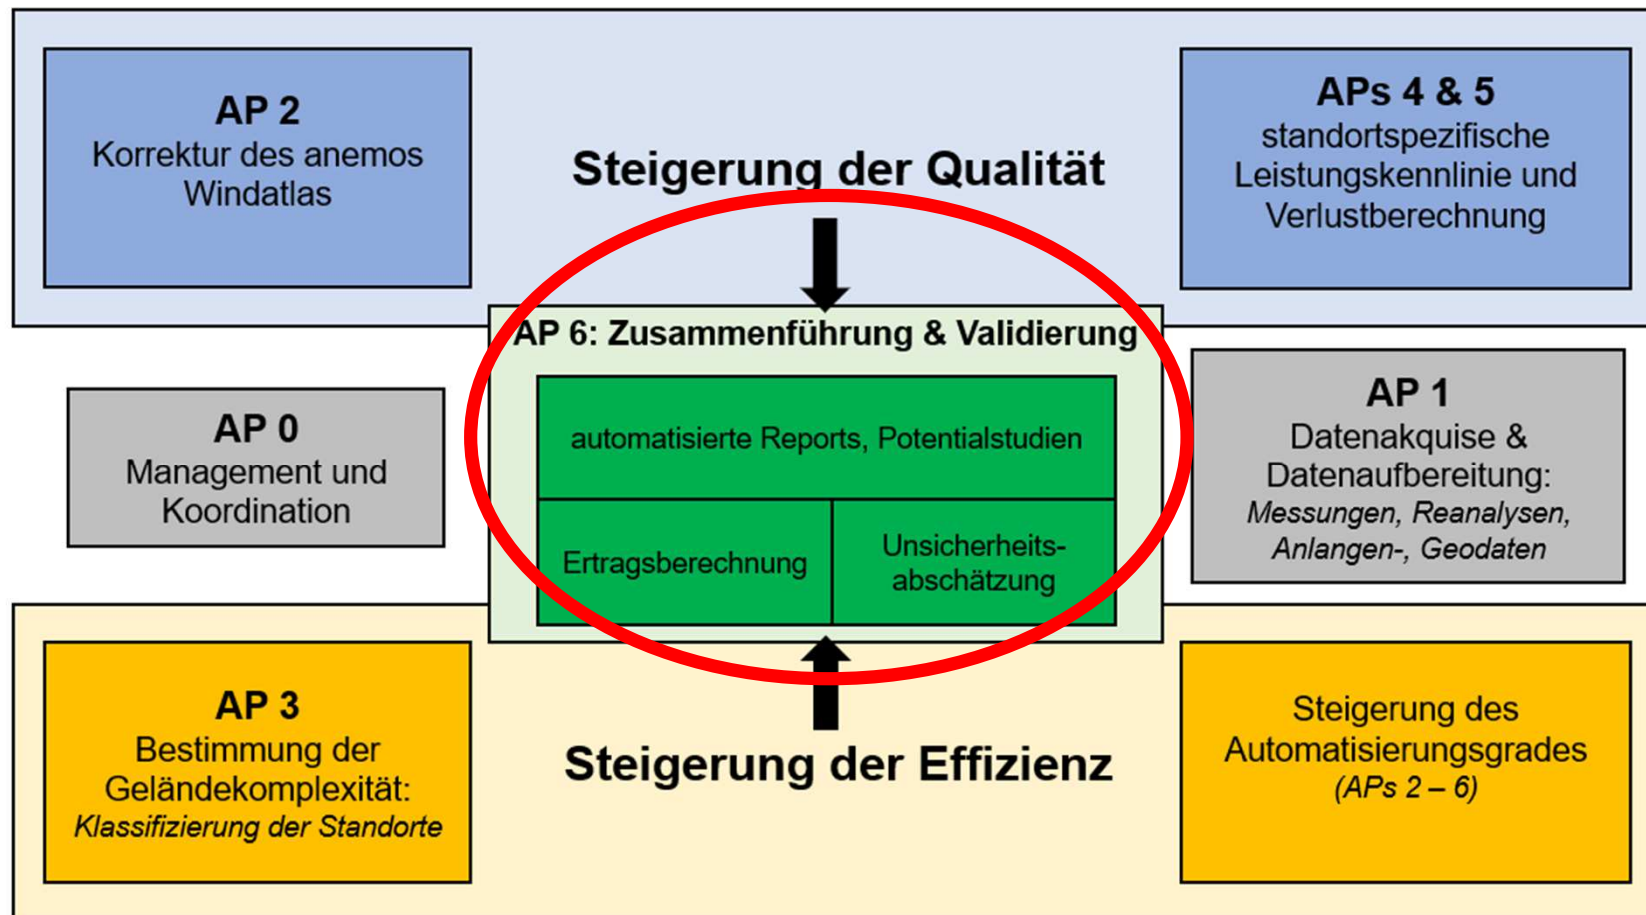 AP 2
Korrektur des anemos
Windatlas
Steigerung der Qualität
APs 4 & 5
standortspezifische
Leistungskennlinie und
Verlustberechnung
AP 6: Zusammenführung & Validierung
automatisierte Reports, Potentialstudien
Ertragsberechnung
Unsicherheits-
abschätzung
AP 0
Management und
Koordination
AP 1
Datenakquise &
Datenaufbereitung:
Messungen, Reanalysen,
Anlangen-, Geodaten
AP 3
Bestimmung der
Geländekomplexität:
Klassifizierung der Standorte
Steigerung der Effizienz
Steigerung des
Automatisierungsgrades
(APs 2 – 6)